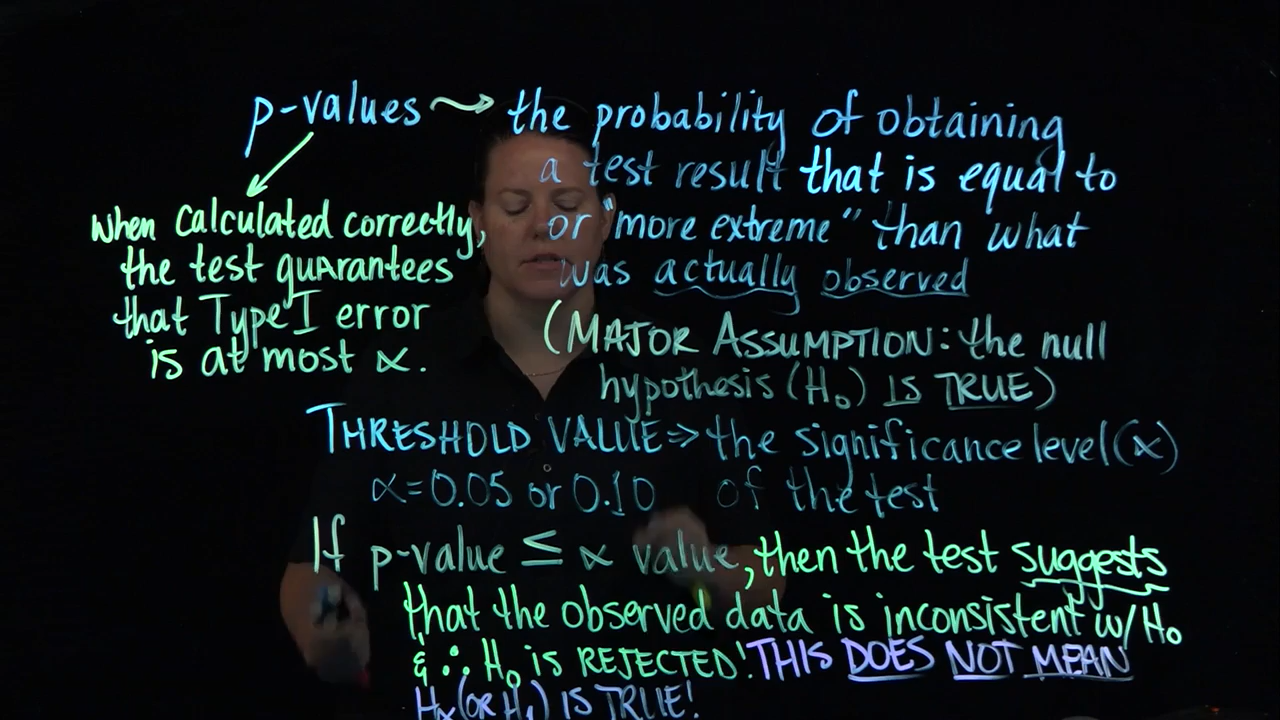 p-values → the probability of obtaining
a test result that is equal to
or "more extreme" than what
was actually observed
(MAJOR ASSUMPTION: the null
hypothesis (H₀) IS TRUE)
when calculated correctly,
the test guarantees
that Type I error
is at most α.
THRESHOLD VALUE ⇒ the significance level (α)
α=0.05 or 0.10 of the test
If p-value ≤ α value, then the test suggests
that the observed data is inconsistent w/ H₀
& ∴ H₀ is REJECTED! THIS DOES NOT MEAN
Hα (OR H₁) IS TRUE!